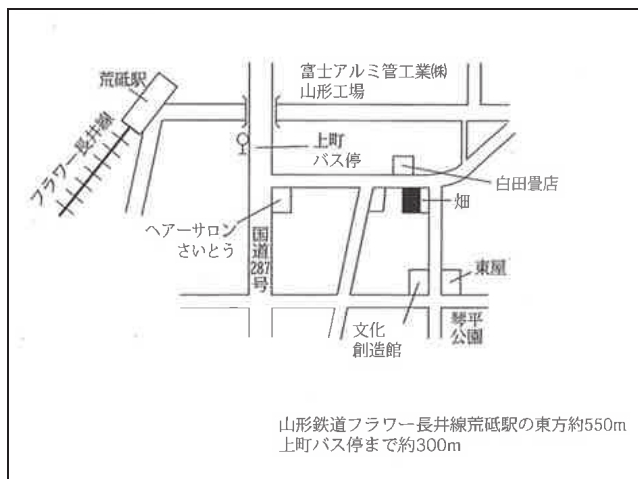 荒砥駅
フラワー長井線
富士アルミ管工業㈱
山形工場
上町
バス停
白田畳店
畑
ヘアーサロン
さいとう
国道287号
東屋
文化
創造館
琴平
公園
山形鉄道フラワー長井線荒砥駅の東方約550m
上町バス停まで約300m